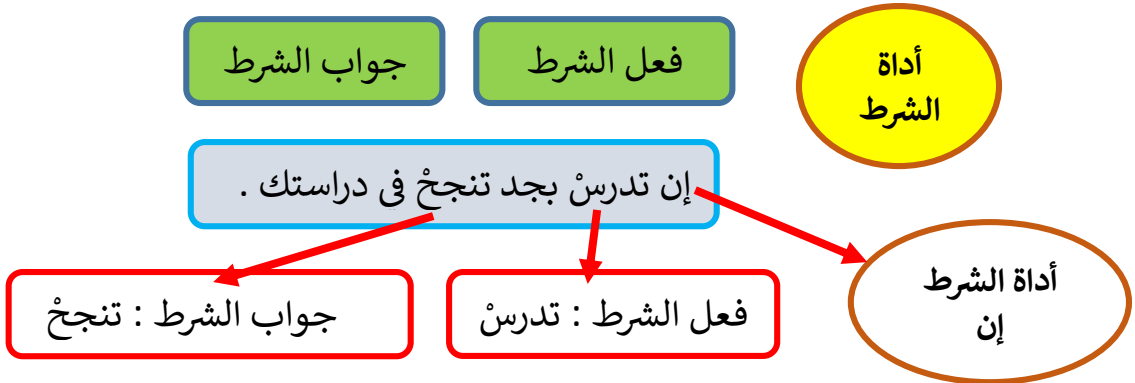 أداة
الشرط
فعل الشرط
جواب الشرط
إن تدرسْ بجد تنجحْ فى دراستك .
أداة الشرط
إن
فعل الشرط : تدرسْ
جواب الشرط : تنجحْ